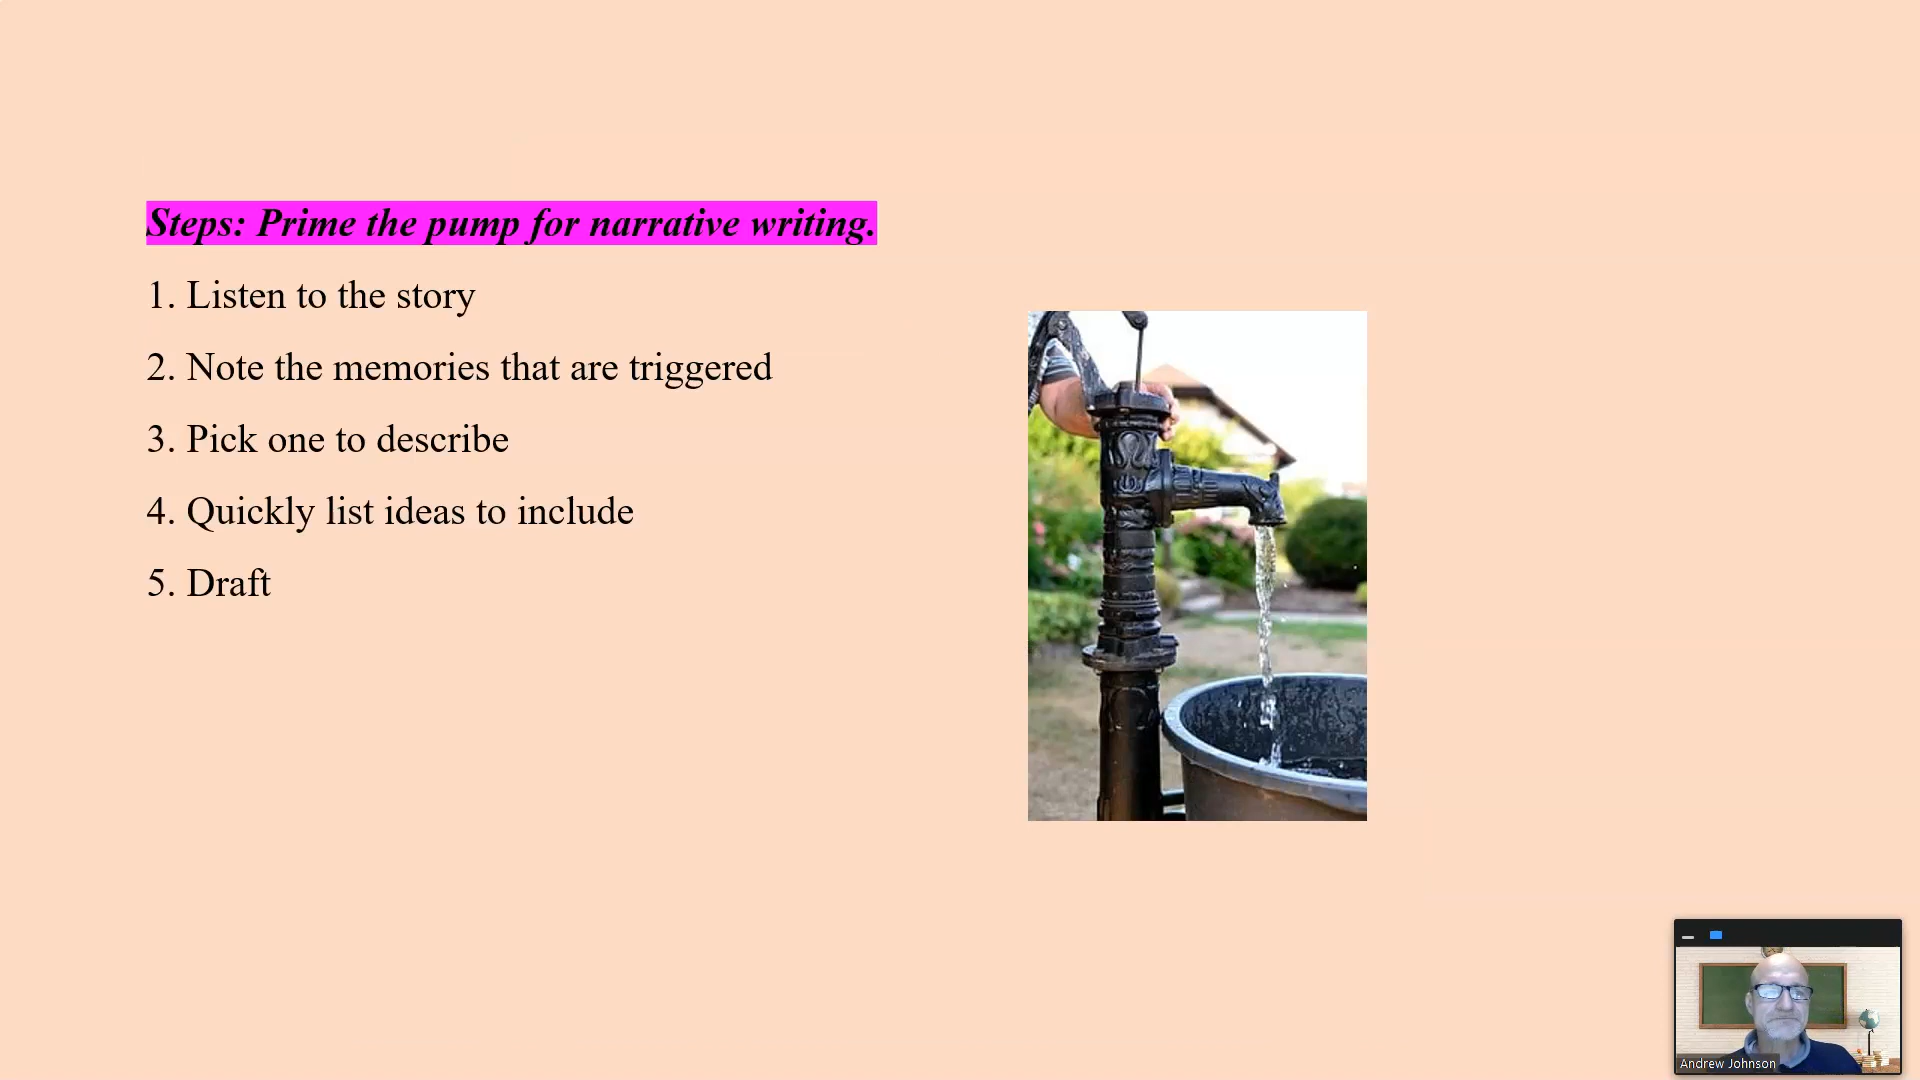 Steps: Prime the pump for narrative writing.
1. Listen to the story
2. Note the memories that are triggered
3. Pick one to describe
4. Quickly list ideas to include
5. Draft
Andrew Johnson